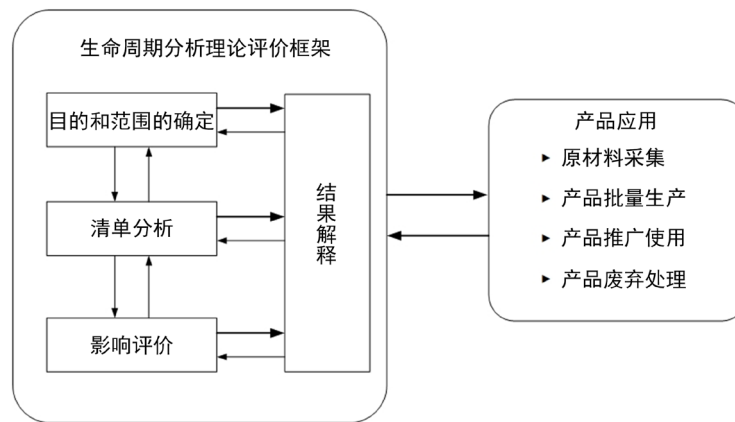 生命周期分析理论评价框架
目的和范围的确定
清单分析
影响评价
结果解释
产品应用
原材料采集
产品批量生产
产品推广使用
产品废弃处理